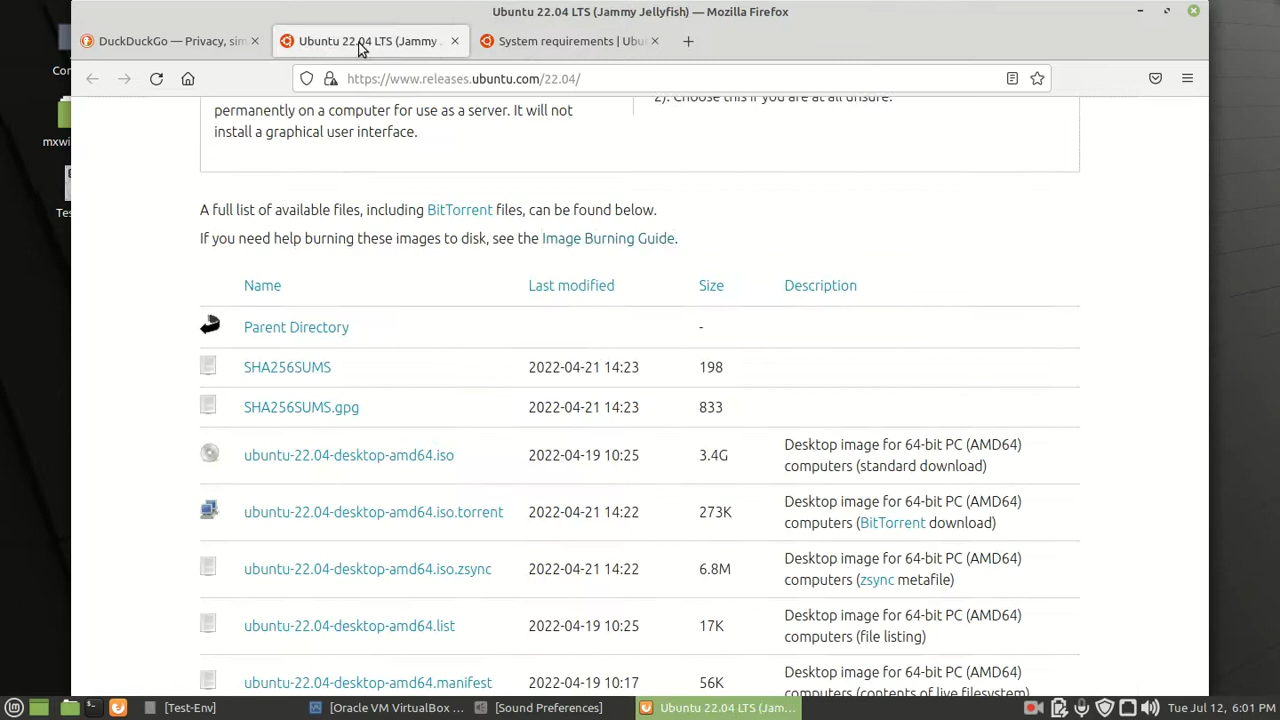 Ubuntu 22.04 LTS (Jammy Jellyfish) — Mozilla Firefox
DuckDuckGo — Privacy, sim
Ubuntu 22.04 LTS (Jammy
System requirements | Ubu
https://www.releases.ubuntu.com/22.04/
permanently on a computer for use as a server. It will not
install a graphical user interface.
2). Choose this if you are at all unsure.
A full list of available files, including BitTorrent files, can be found below.
If you need help burning these images to disk, see the Image Burning Guide.
Name Last modified Size Description
Parent Directory -
SHA256SUMS 2022-04-21 14:23 198
SHA256SUMS.gpg 2022-04-21 14:23 833
ubuntu-22.04-desktop-amd64.iso 2022-04-19 10:25 3.4G Desktop image for 64-bit PC (AMD64)
computers (standard download)
ubuntu-22.04-desktop-amd64.iso.torrent 2022-04-21 14:22 273K Desktop image for 64-bit PC (AMD64)
computers (BitTorrent download)
ubuntu-22.04-desktop-amd64.iso.zsync 2022-04-21 14:22 6.8M Desktop image for 64-bit PC (AMD64)
computers (zsync metafile)
ubuntu-22.04-desktop-amd64.list 2022-04-19 10:25 17K Desktop image for 64-bit PC (AMD64)
computers (file listing)
ubuntu-22.04-desktop-amd64.manifest 2022-04-19 10:17 56K Desktop image for 64-bit PC (AMD64)
computers (contents of live filesystem)
Con
mxwi
Tes
[Test-Env]
[Oracle VM VirtualBox ...
[Sound Preferences]
Ubuntu 22.04 LTS (Jam...
Tue Jul 12, 6:01 PM